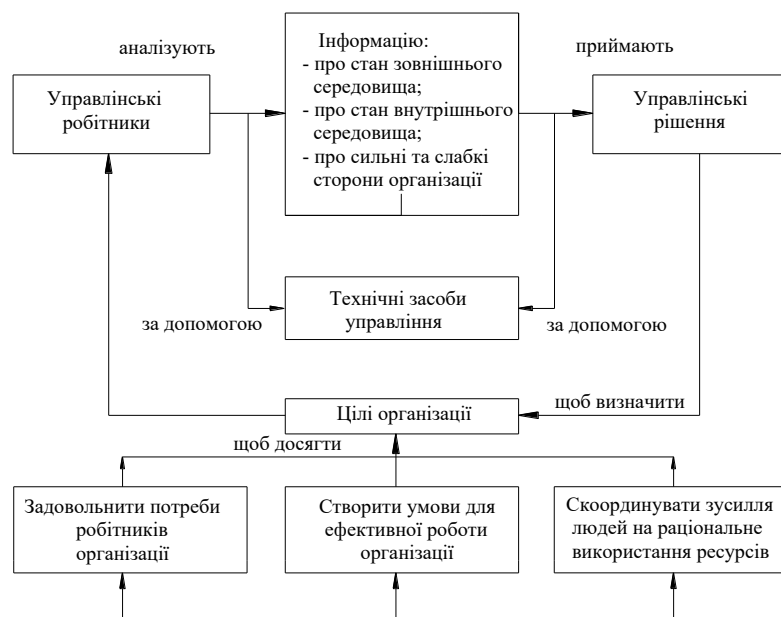 аналізують
Інформацію:
- про стан зовнішнього
середовища;
- про стан внутрішнього
середовища;
- про сильні та слабкі
сторони організації
приймають
Управлінські
робітники
Управлінські
рішення
Технічні засоби
управління
за допомогою
за допомогою
Цілі організації
щоб визначити
щоб досягти
Задовольнити потреби
робітників
організації
Створити умови для
ефективної роботи
організації
Скоординувати зусилля
людей на раціональне
використання ресурсів